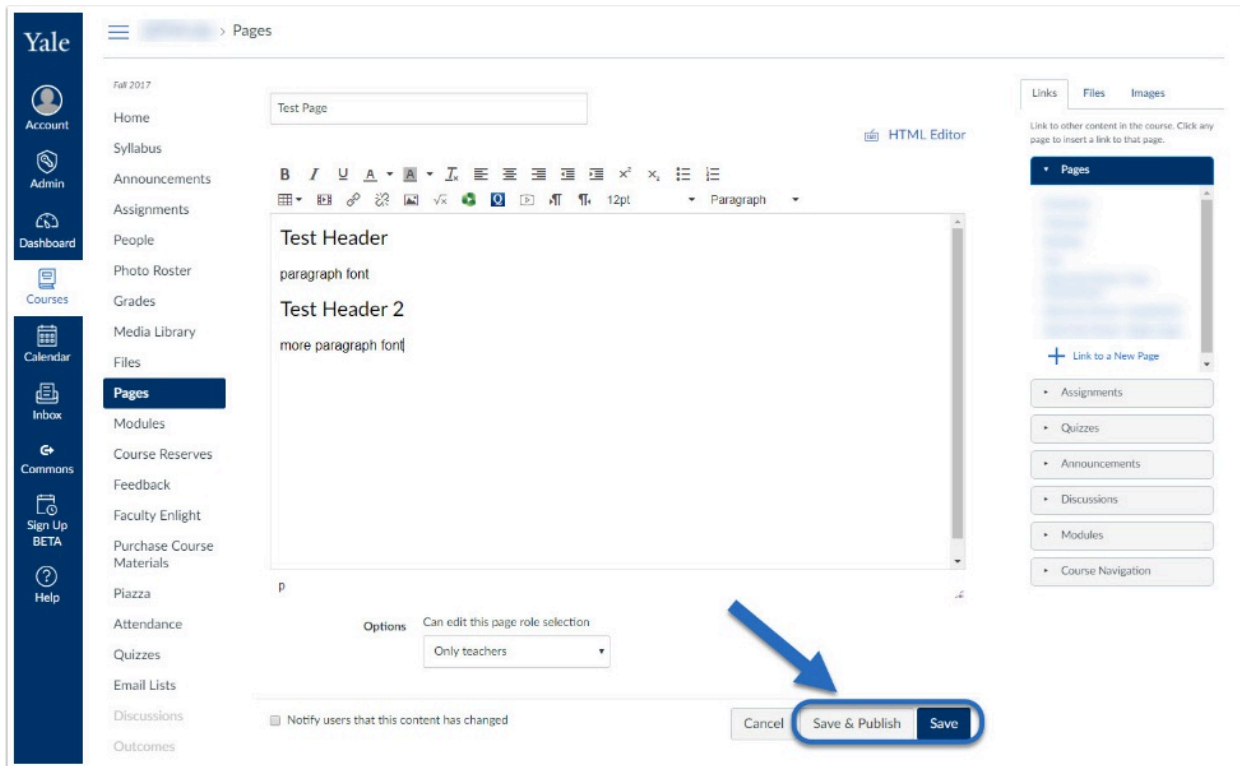 Yale
Account
Admin
Dashboard
Courses
Calendar
Inbox
Commons
Sign Up
BETA
Help
> Pages
Fall 2017
Home
Syllabus
Announcements
Assignments
People
Photo Roster
Grades
Media Library
Files
Pages
Modules
Course Reserves
Feedback
Faculty Enlight
Purchase Course
Materials
Piazza
Attendance
Quizzes
Email Lists
Discussions
Outcomes
Test Page
HTML Editor
B I U A A Tx x² x₂
√x Q ¶ ¶ 12pt Paragraph
Test Header
paragraph font
Test Header 2
more paragraph font
p
Options Can edit this page role selection
Only teachers
Notify users that this content has changed
Cancel Save & Publish Save
Links Files Images
Link to other content in the course. Click any
page to insert a link to that page.
Pages
Link to a New Page
Assignments
Quizzes
Announcements
Discussions
Modules
Course Navigation